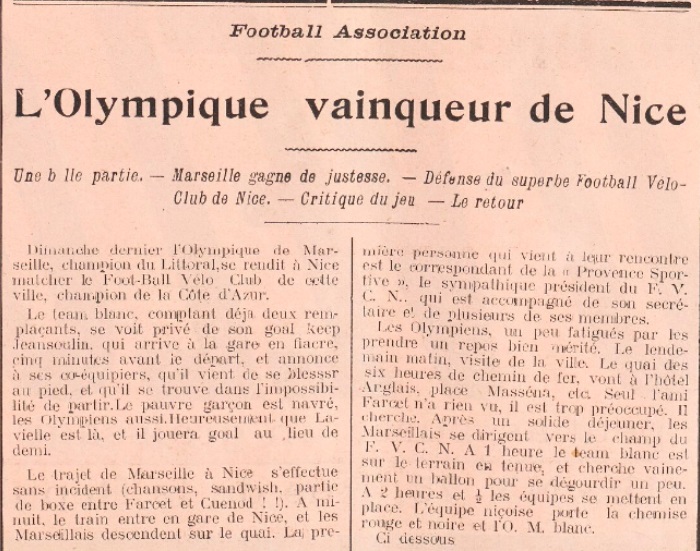 Football Association
L'Olympique vainqueur de Nice
Une b lle partie. — Marseille gagne de justesse. — Défense du superbe Football Vélo-
Club de Nice. — Critique du jeu — Le retour
Dimanche dernier l'Olympique de Mar-
seille, champion du Littoral, se rendit à Nice
matcher le Foot-Ball Vélo Club de cette
ville, champion de la Côte d'Azur.
Le team blanc, comptant déjà deux rem-
plaçants, se voit privé de son goal keep
Jeansoulin, qui arrive à la gare en fiacre,
cinq minutes avant le départ, et annonce
à ses co-équipiers, qu'il vient de se blesssr
au pied, et qu'il se trouve dans l'impossibi-
lité de partir. Le pauvre garçon est navré,
les Olympiens aussi. Heureusement que La-
vielle est là, et il jouera goal au lieu de
demi.
Le trajet de Marseille à Nice s'effectue
sans incident (chansons, sandwish, partie
de boxe entre Farcet et Cuenod ! !). A mi-
nuit, le train entre en gare de Nice, et les
Marseillais descendent sur le quai. La pre-
mière personne qui vient à leur rencontre
est le correspondant de la « Provence Spor-
tive », le sympathique président du F. V.
C. N., qui est accompagné de son secré-
taire et de plusieurs de ses membres.
Les Olympiens, un peu fatigués par les
six heures de chemin de fer, vont à l'hôtel
prendre un repos bien mérité. Le lende-
main matin, visite de la ville. Le quai des
Anglais, place Masséna, etc. Seul l'ami
Farcet n'a rien vu, il est trop préoccupé. Il
cherche. Après un solide déjeuner, les
Marseillais se dirigent vers le champ du
F. V. C. N. A 1 heure le team blanc est
sur le terrain en tenue, et cherche vaine-
ment un ballon pour se dégourdir un peu.
A 2 heures et ½ les équipes se mettent en
place. L'équipe niçoise porte la chemise
rouge et noire et l'O. M. blanc.
Ci dessous